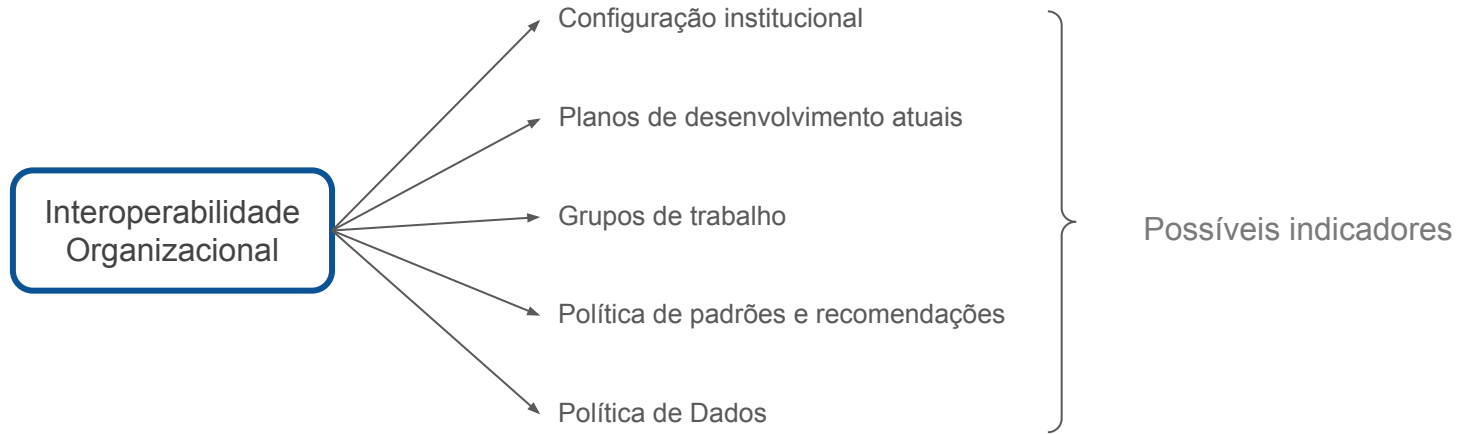 Configuração institucional
Planos de desenvolvimento atuais
Interoperabilidade
Organizacional
Grupos de trabalho
Possíveis indicadores
Política de padrões e recomendações
Política de Dados